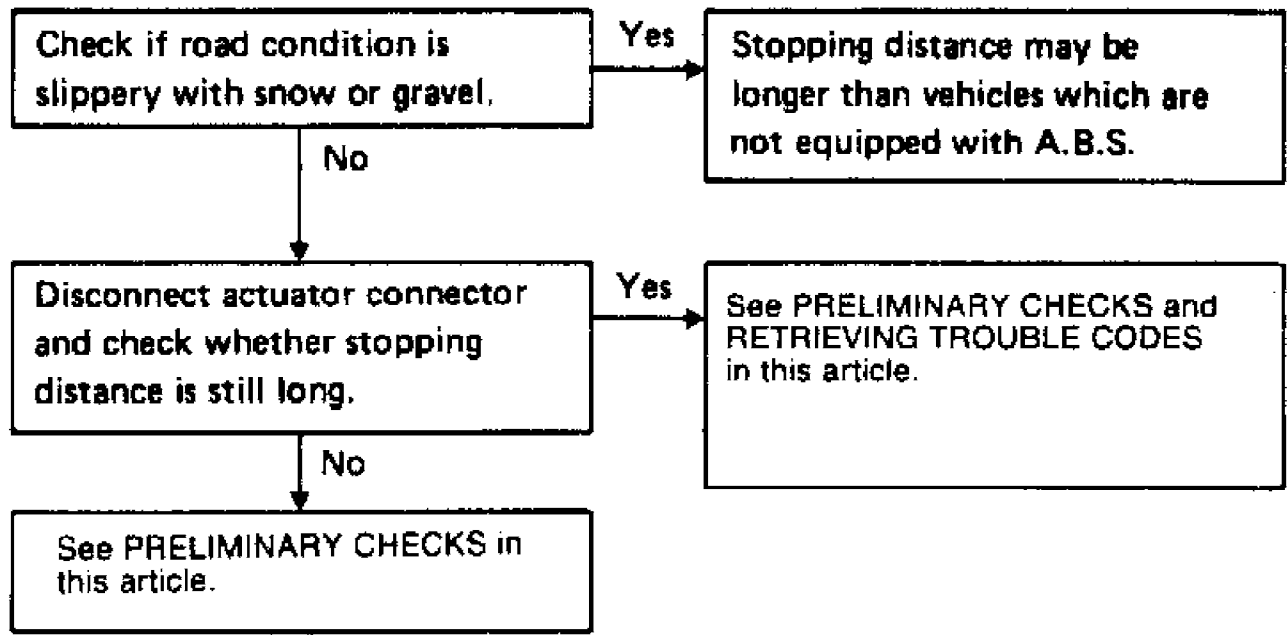 Check if road condition is
slippery with snow or gravel.
Yes
Stopping distance may be
longer than vehicles which are
not equipped with A.B.S.
No
Disconnect actuator connector
and check whether stopping
distance is still long.
Yes
See PRELIMINARY CHECKS and
RETRIEVING TROUBLE CODES
in this article.
No
See PRELIMINARY CHECKS in
this article.